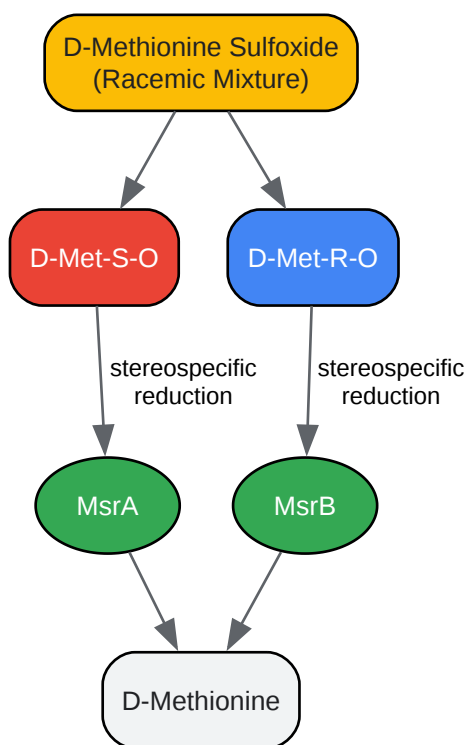 D-Methionine Sulfoxide
(Racemic Mixture)
D-Met-S-O
D-Met-R-O
stereospecific
reduction
stereospecific
reduction
MsrA
MsrB
D-Methionine